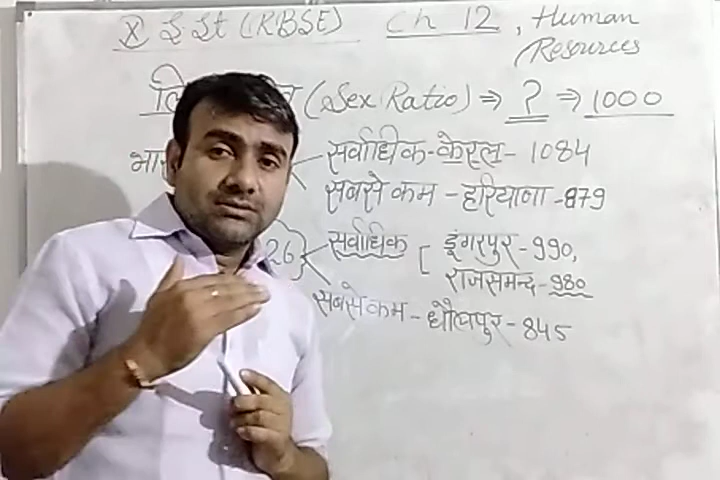 (RBSE) Ch 12, Human
Resources
(Sex Ratio) ⇒ ? ⇒ 1000
सर्वाधिक - केरल - 1084
सबसे कम - हरियाणा - 879
26 सर्वाधिक [ डूंगरपुर - 990,
राजसमन्द - 980
सबसे कम - धौलपुर - 845